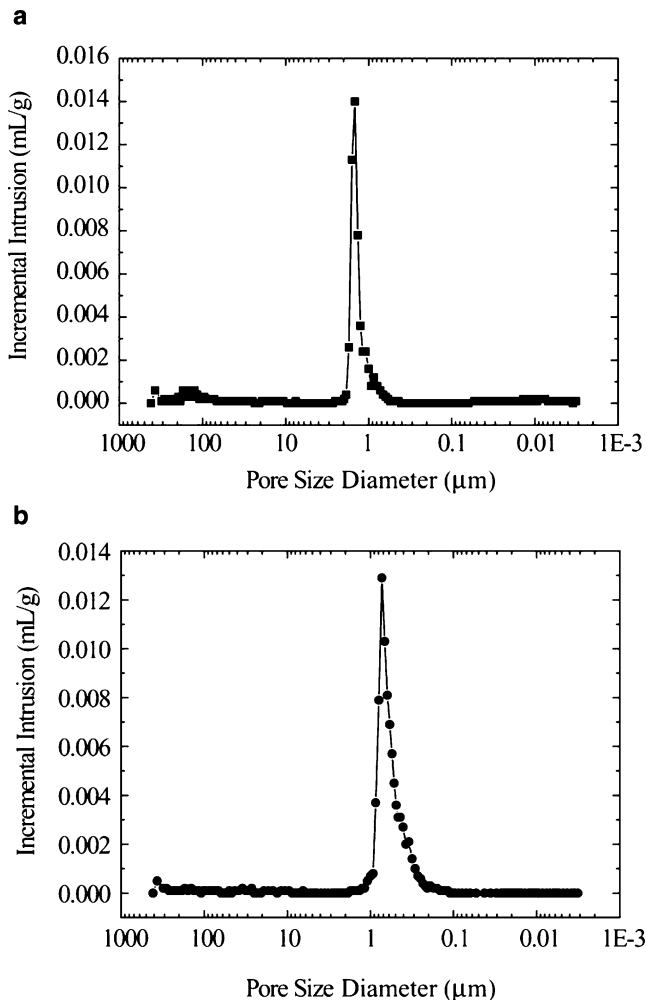 a
0.016
0.014
0.012
0.010
0.008
0.006
0.004
0.002
0.000
Incremental Intrusion (mL/g)
1000 100 10 1 0.1 0.01 1E-3
Pore Size Diameter (μm)
b
0.014
0.012
0.010
0.008
0.006
0.004
0.002
0.000
Incremental Intrusion (mL/g)
1000 100 10 1 0.1 0.01 1E-3
Pore Size Diameter (μm)